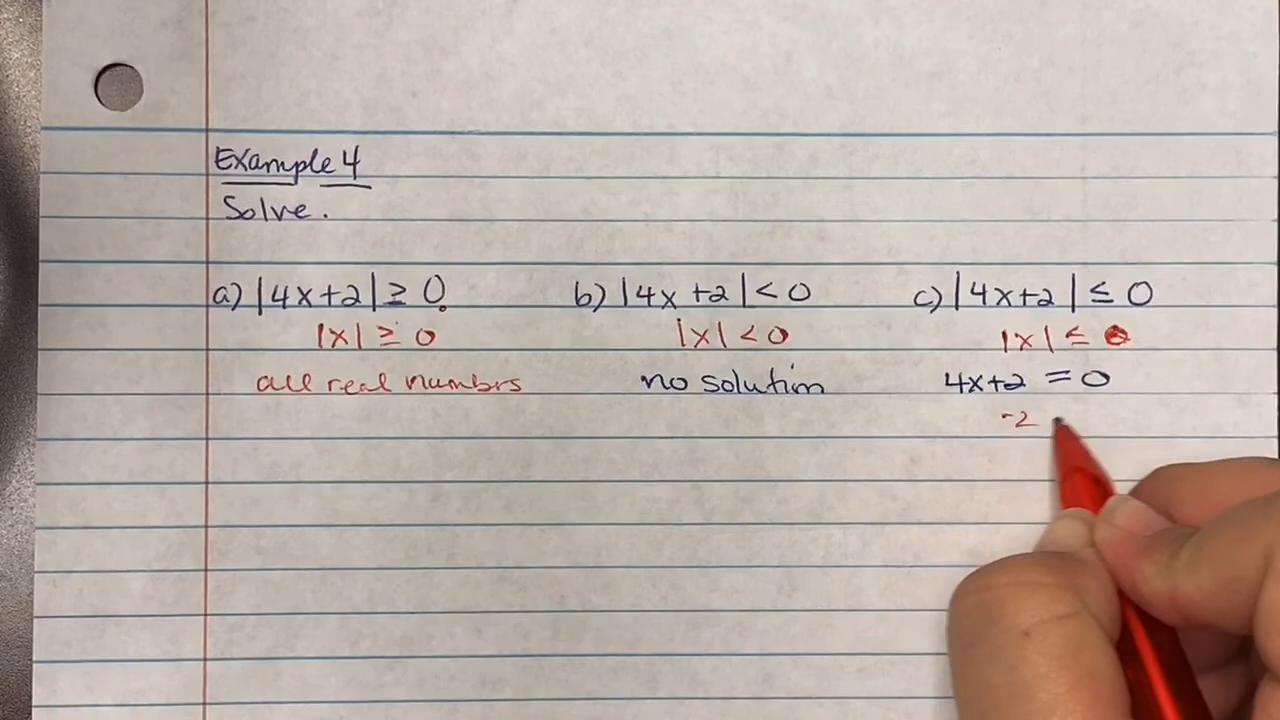 Example 4
Solve.
a) |4x+2| ≥ 0
|x| ≥ 0
all real numbrs
b) |4x+2| < 0
|x| < 0
no solution
c) |4x+2| ≤ 0
|x| ≤ 0
4x+2 = 0
-2